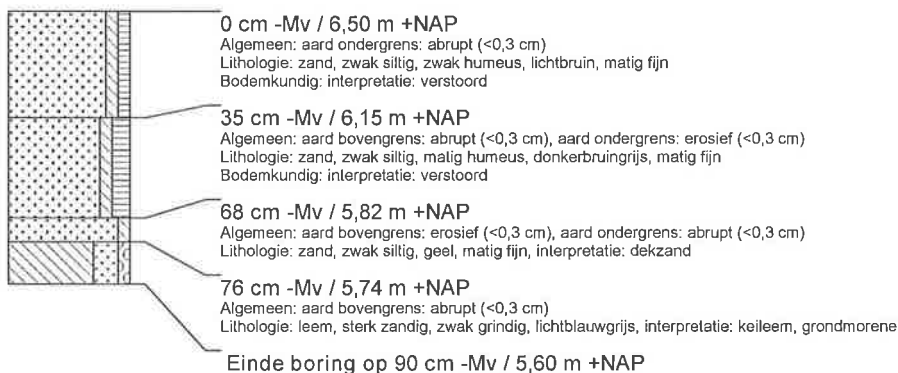 0 cm -Mv / 6,50 m +NAP
Algemeen: aard ondergrens: abrupt (<0,3 cm)
Lithologie: zand, zwak siltig, zwak humeus, lichtbruin, matig fijn
Bodemkundig: interpretatie: verstoord
35 cm -Mv / 6,15 m +NAP
Algemeen: aard bovengrens: abrupt (<0,3 cm), aard ondergrens: erosief (<0,3 cm)
Lithologie: zand, zwak siltig, matig humeus, donkerbruingrijs, matig fijn
Bodemkundig: interpretatie: verstoord
68 cm -Mv / 5,82 m +NAP
Algemeen: aard bovengrens: erosief (<0,3 cm), aard ondergrens: abrupt (<0,3 cm)
Lithologie: zand, zwak siltig, geel, matig fijn, interpretatie: dekzand
76 cm -Mv / 5,74 m +NAP
Algemeen: aard bovengrens: abrupt (<0,3 cm)
Lithologie: leem, sterk zandig, zwak grindig, lichtblauwgrijs, interpretatie: keileem, grondmorene
Einde boring op 90 cm -Mv / 5,60 m +NAP